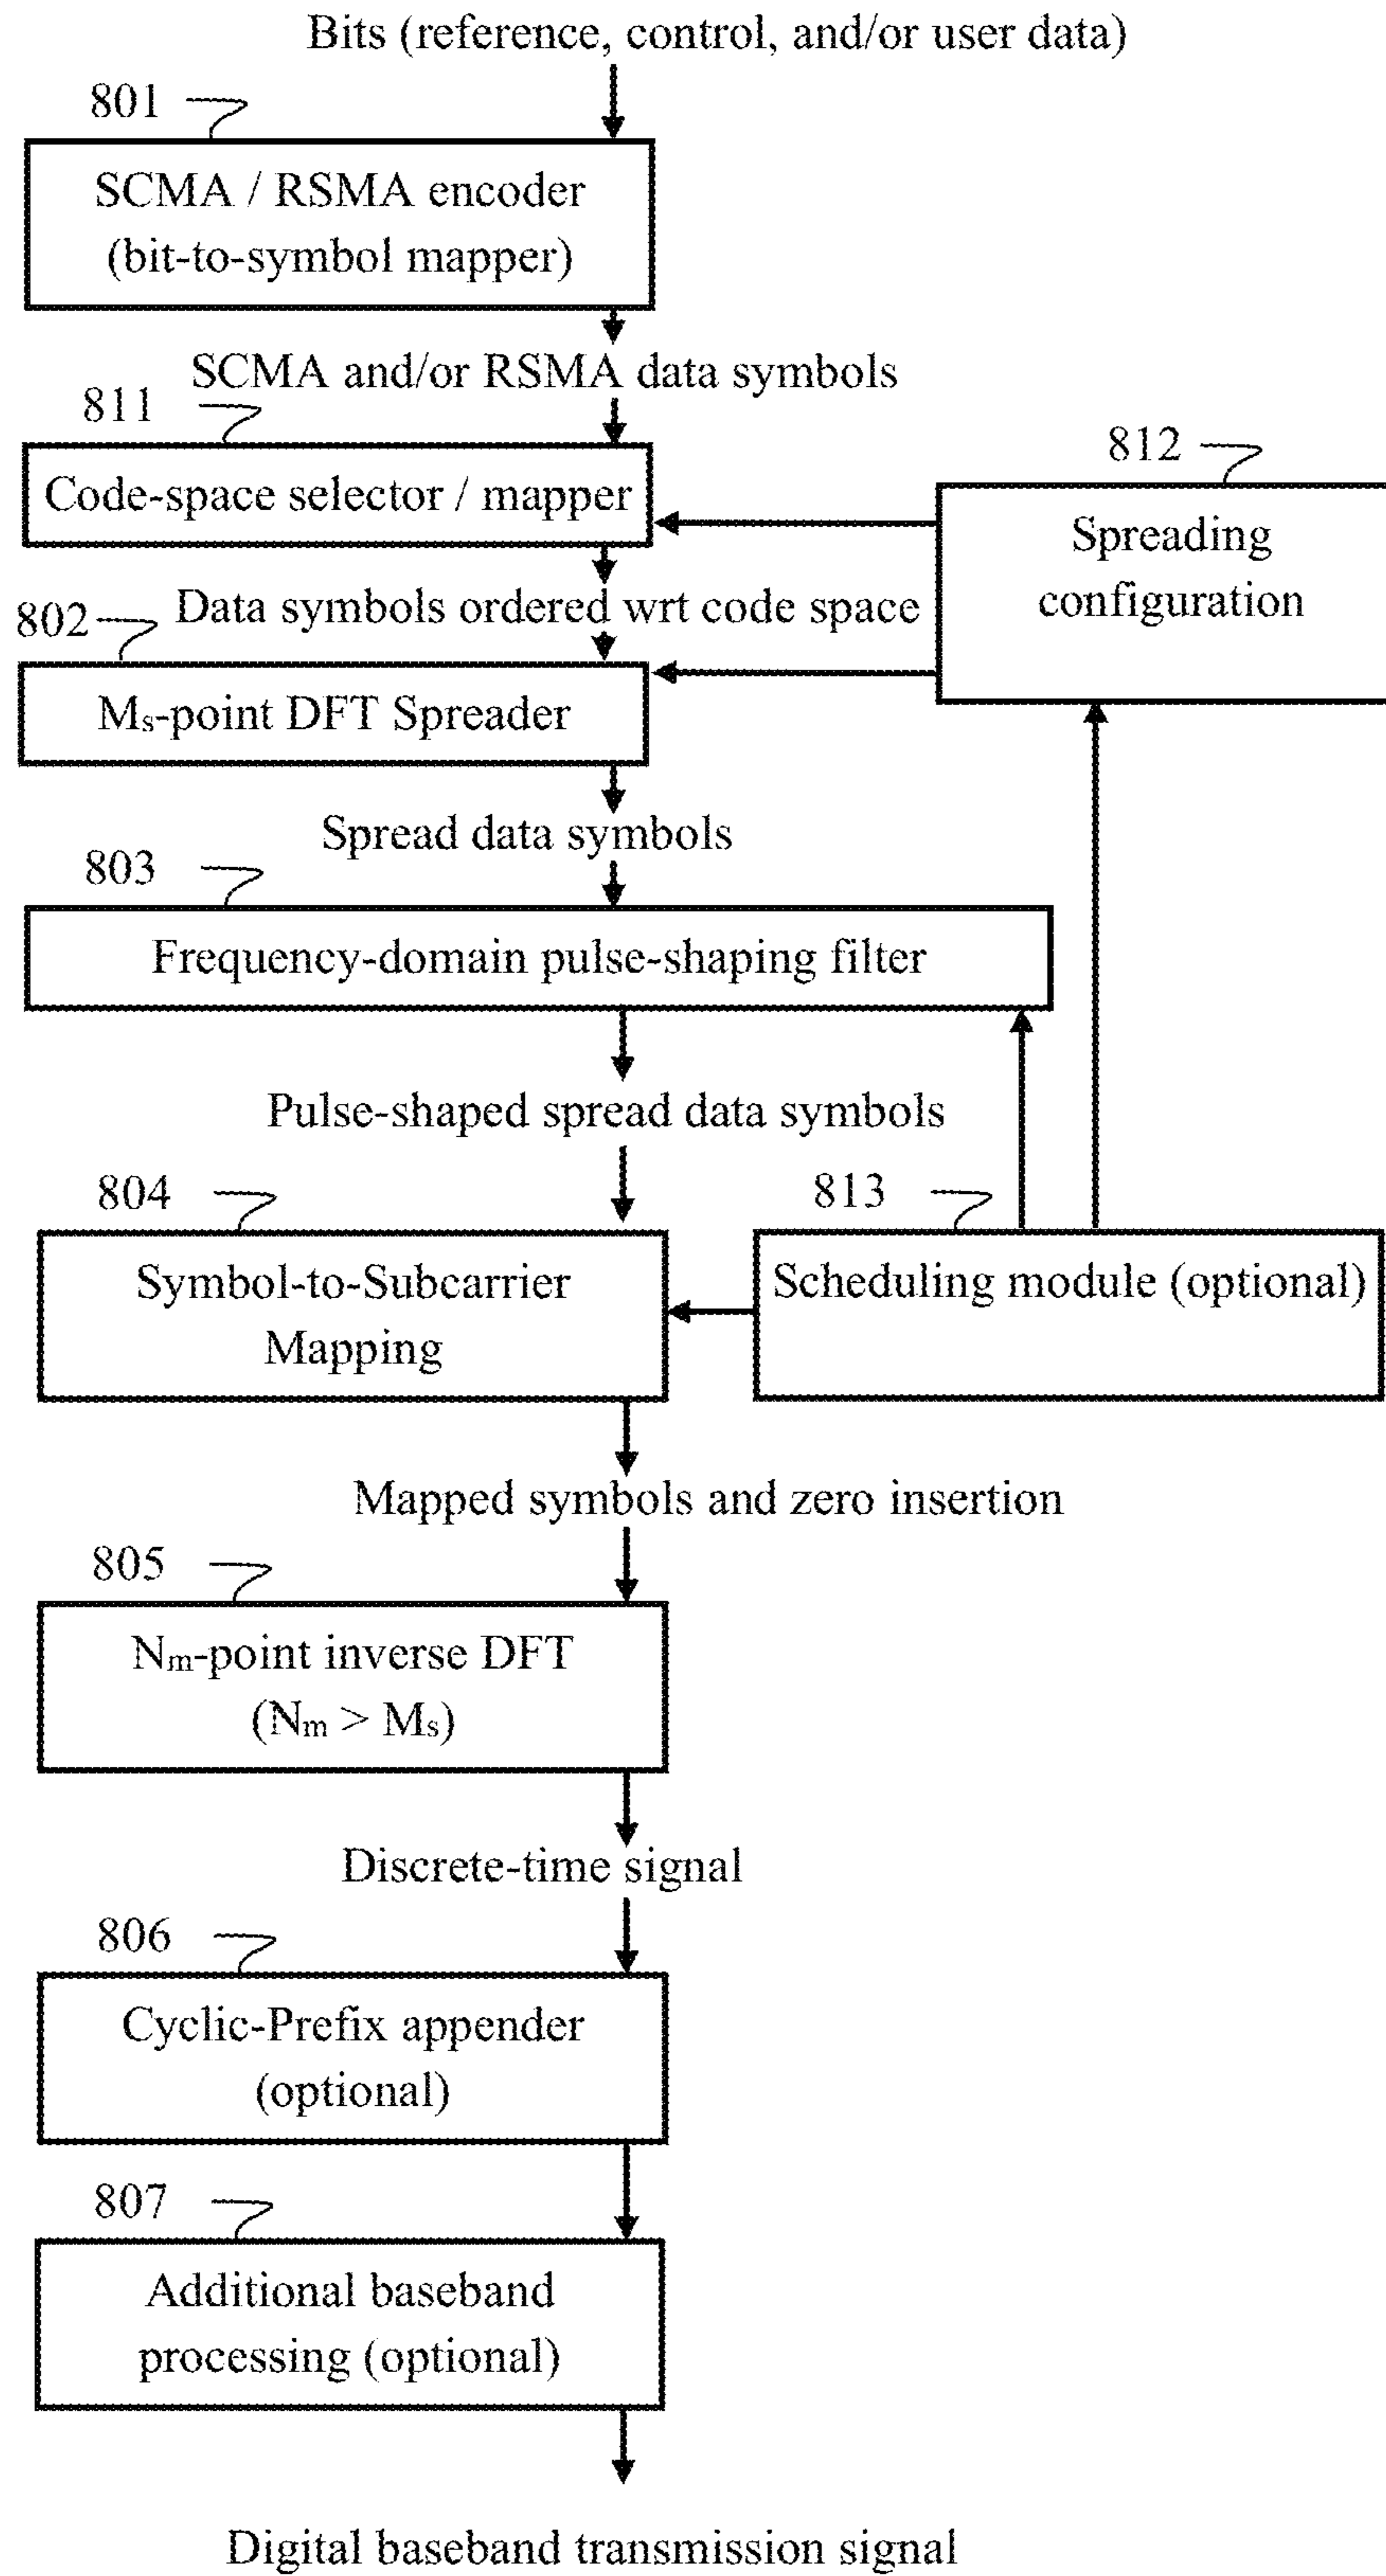 Bits (reference, control, and/or user data)
801
SCMA / RSMA encoder
(bit-to-symbol mapper)
SCMA and/or RSMA data symbols
811
812
Code-space selector / mapper
Spreading
configuration
Data symbols ordered wrt code space
802
Ms-point DFT Spreader
Spread data symbols
803
Frequency-domain pulse-shaping filter
Pulse-shaped spread data symbols
804
813
Symbol-to-Subcarrier
Mapping
Scheduling module (optional)
Mapped symbols and zero insertion
805
Nm-point inverse DFT
(Nm > Ms)
Discrete-time signal
806
Cyclic-Prefix appender
(optional)
807
Additional baseband
processing (optional)
Digital baseband transmission signal